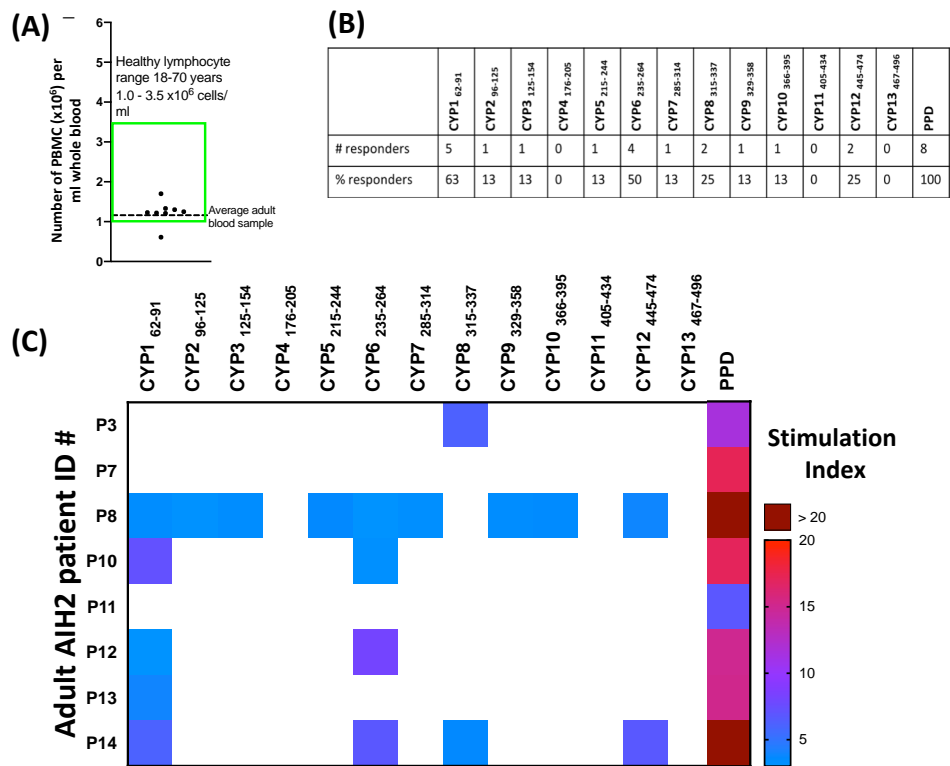 (A)
Number of PBMC (x10⁶) per
ml whole blood
6
5
4
3
2
1
0
Healthy lymphocyte
range 18-70 years
1.0 - 3.5 x10⁶ cells/
ml
Average adult
blood sample
(B)
CYP1 62-91 CYP2 96-125 CYP3 125-154 CYP4 176-205 CYP5 215- 244 CYP6 235-264 CYP7 285-314 CYP8 315-337 CYP9 329-358 CYP10 366-395 CYP11 405-434 CYP12 445-474 CYP13 467-496 PPD
# responders 5 1 1 0 1 4 1 2 1 1 0 2 0 8
% responders 63 13 13 0 13 50 13 25 13 13 0 25 0 100
(C)
CYP1 62-91 CYP2 96-125 CYP3 125-154 CYP4 176-205 CYP5 215-244 CYP6 235-264 CYP7 285-314 CYP8 315-337 CYP9 329-358 CYP10 366-395 CYP11 405-434 CYP12 445-474 CYP13 467-496 PPD
Adult AIH2 patient ID #
P3
P7
P8
P10
P11
P12
P13
P14
Stimulation
Index
> 20
20
15
10
5